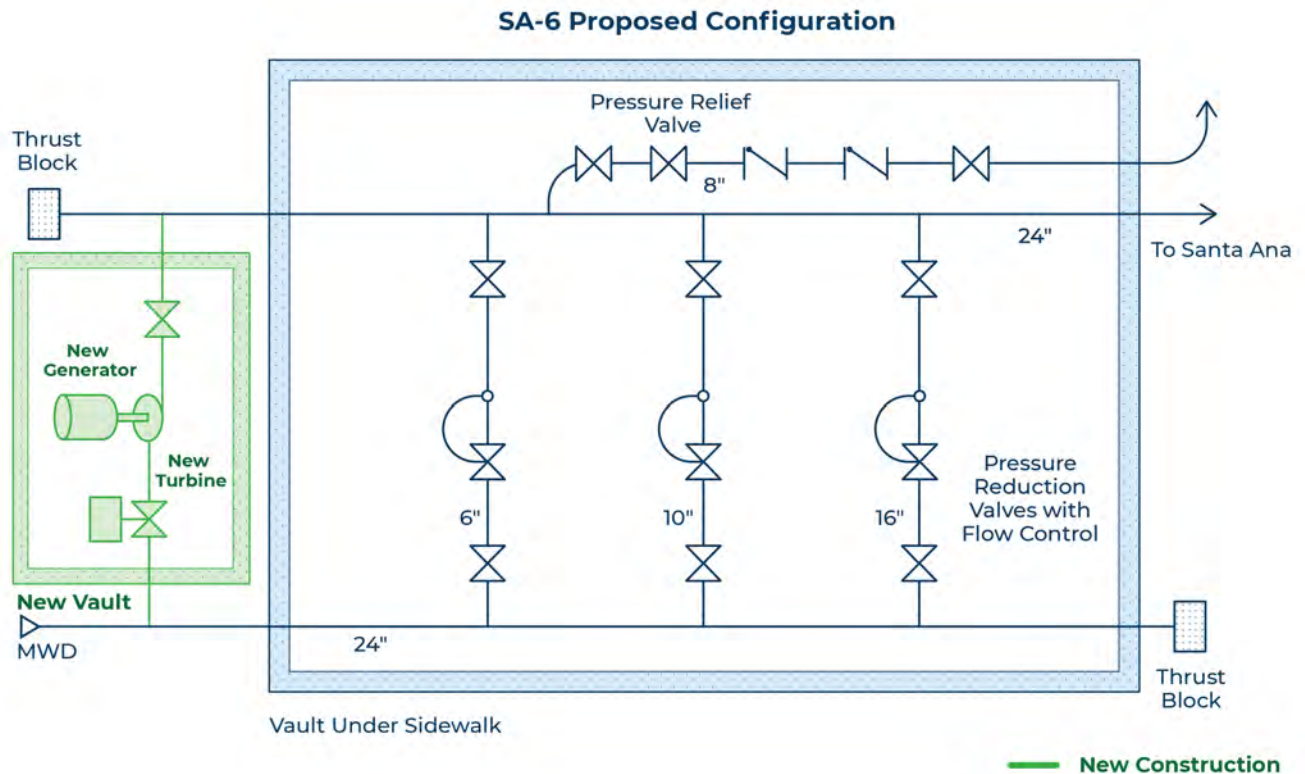 SA-6 Proposed Configuration
Pressure Relief
Valve
Thrust
Block
8"
24"
To Santa Ana
New
Generator
New
Turbine
Pressure
Reduction
Valves with
Flow Control
6"
10"
16"
New Vault
MWD
24"
Thrust
Block
Vault Under Sidewalk
New Construction